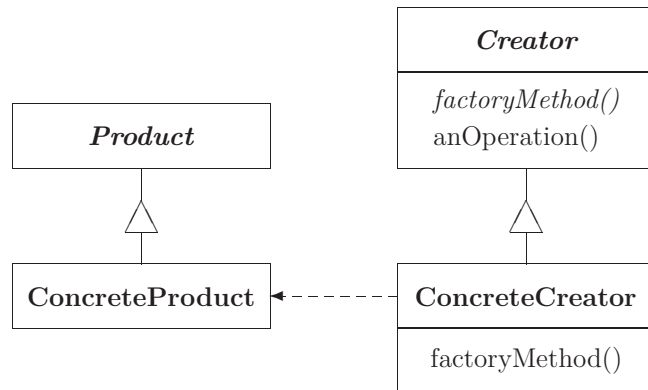 Creator
factoryMethod()
anOperation()
Product
ConcreteProduct
ConcreteCreator
factoryMethod()